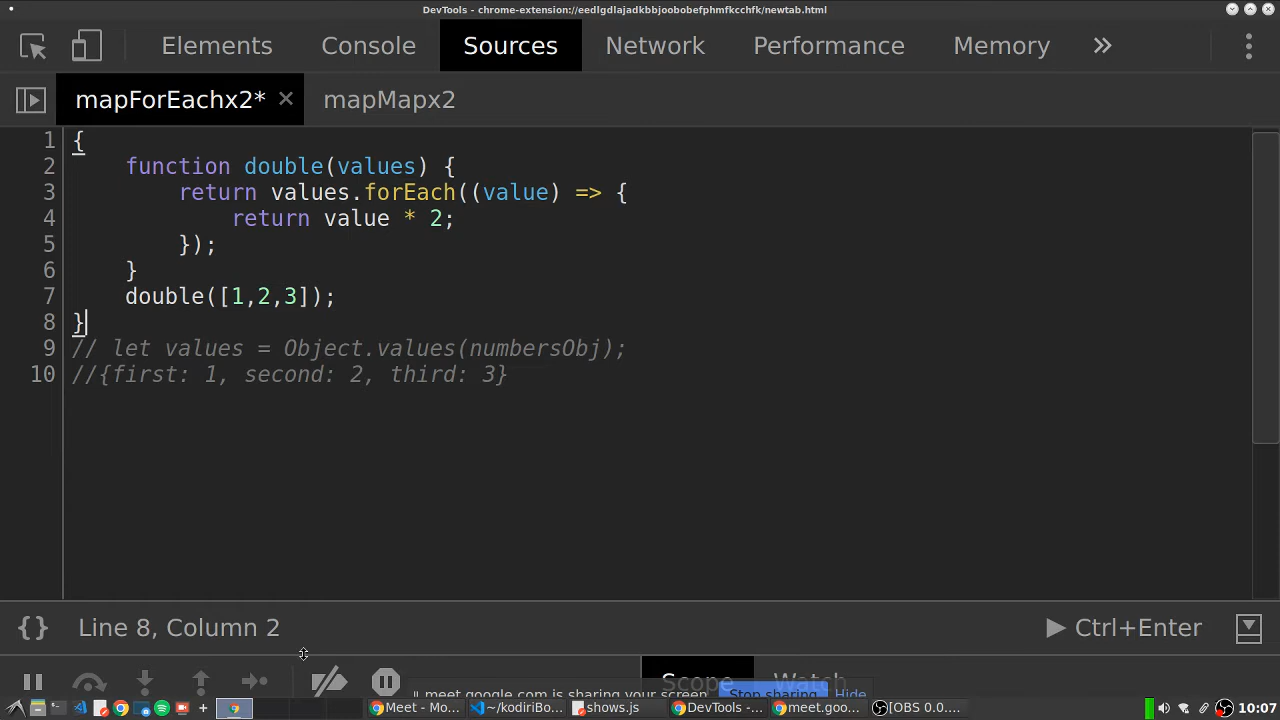 DevTools - chrome-extension://eedlgdlajadkbbjoobobefphmfkcchfk/newtab.html
Elements Console Sources Network Performance Memory »
mapForEachx2* × mapMapx2
1 {
2 function double(values) {
3 return values.forEach((value) => {
4 return value * 2;
5 });
6 }
7 double([1,2,3]);
8 }
9 // let values = Object.values(numbersObj);
10 //{first: 1, second: 2, third: 3}
{} Line 8, Column 2 Ctrl+Enter
Scope Watch
meet.google.com is sharing your screen. Stop sharing Hide
Meet - Mo... ~/kodiriBo... shows.js DevTools -... meet.goo... [OBS 0.0.... 10:07